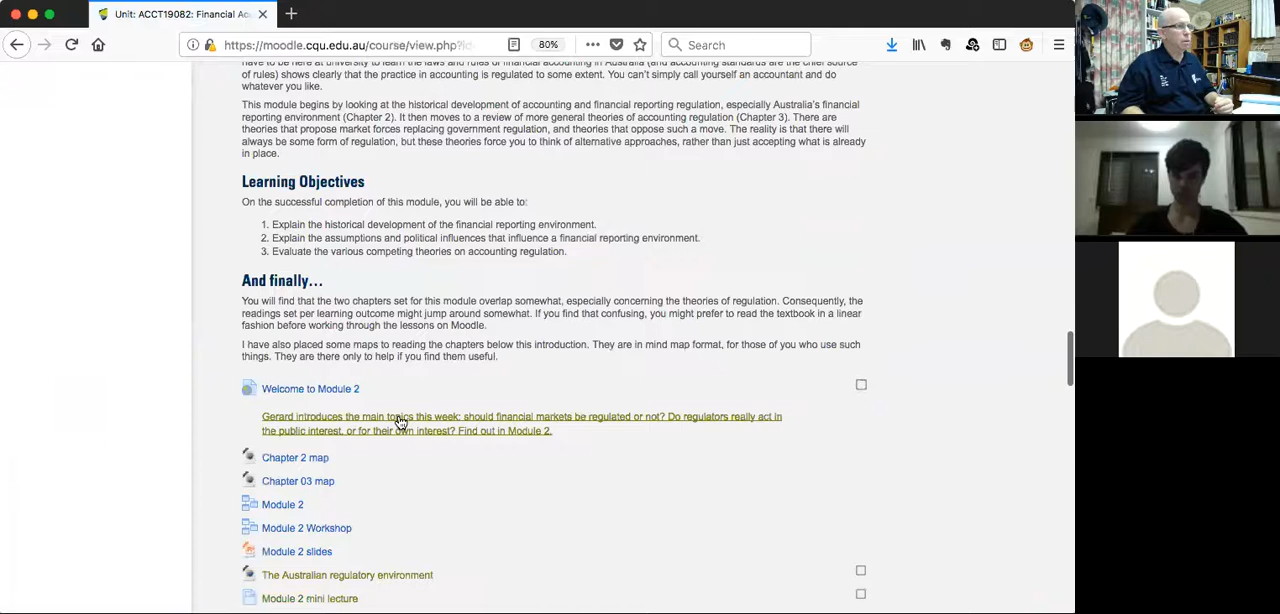 Unit: ACCT19082: Financial Ac
https://moodle.cqu.edu.au/course/view.php?id
80%
Search
have to be here at university to learn the laws and rules of financial accounting in Australia (and accounting standards are the chief source
of rules) shows clearly that the practice in accounting is regulated to some extent. You can't simply call yourself an accountant and do
whatever you like.
This module begins by looking at the historical development of accounting and financial reporting regulation, especially Australia's financial
reporting environment (Chapter 2). It then moves to a review of more general theories of accounting regulation (Chapter 3). There are
theories that propose market forces replacing government regulation, and theories that oppose such a move. The reality is that there will
always be some form of regulation, but these theories force you to think of alternative approaches, rather than just accepting what is already
in place.
Learning Objectives
On the successful completion of this module, you will be able to:
1. Explain the historical development of the financial reporting environment.
2. Explain the assumptions and political influences that influence a financial reporting environment.
3. Evaluate the various competing theories on accounting regulation.
And finally...
You will find that the two chapters set for this module overlap somewhat, especially concerning the theories of regulation. Consequently, the
readings set per learning outcome might jump around somewhat. If you find that confusing, you might prefer to read the textbook in a linear
fashion before working through the lessons on Moodle.
I have also placed some maps to reading the chapters below this introduction. They are in mind map format, for those of you who use such
things. They are there only to help if you find them useful.
Welcome to Module 2
Gerard introduces the main topics this week: should financial markets be regulated or not? Do regulators really act in
the public interest, or for their own interest? Find out in Module 2.
Chapter 2 map
Chapter 03 map
Module 2
Module 2 Workshop
Module 2 slides
The Australian regulatory environment
Module 2 mini lecture